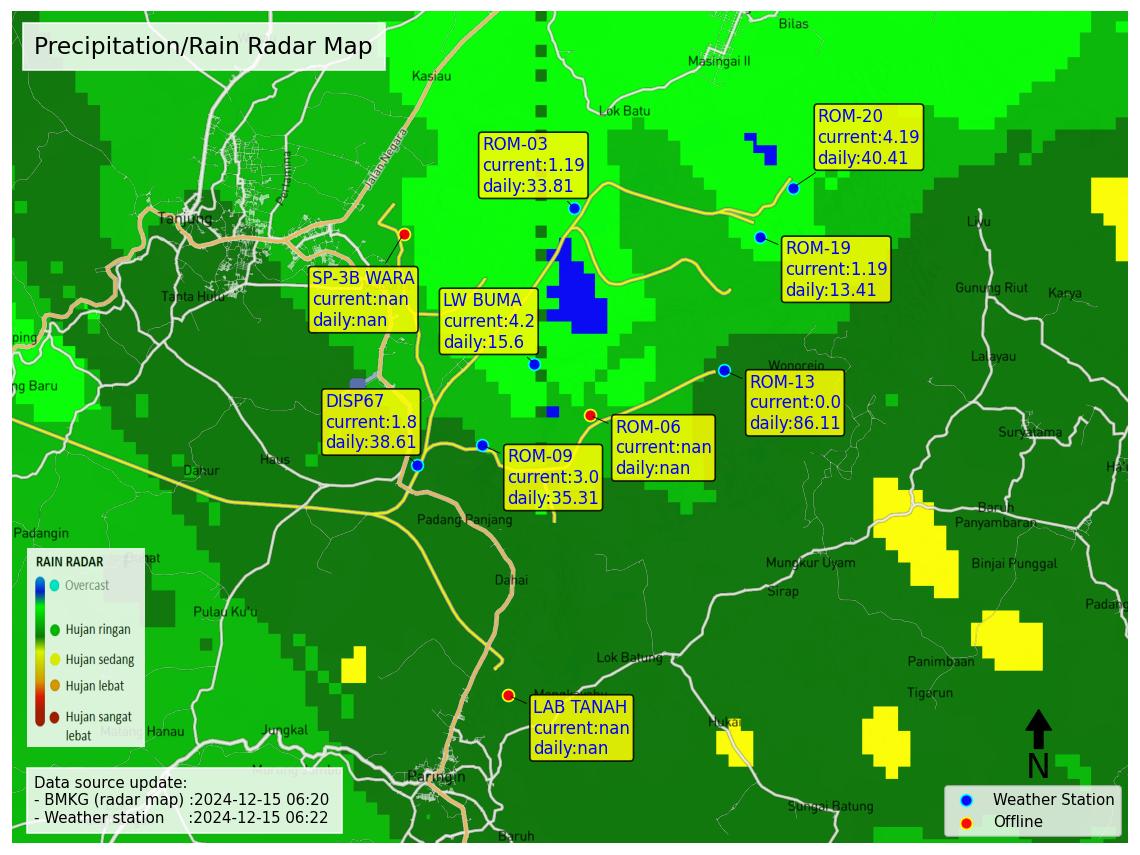 Precipitation/Rain Radar Map
Bilas
Masingai II
Kasiau
Lok Batu
Jalan Negara
Pertamina
Tanjung
Tanta Hulu
ROM-03
current:1.19
daily:33.81
ROM-20
current:4.19
daily:40.41
ROM-19
current:1.19
daily:13.41
SP-3B WARA
current:nan
daily:nan
LW BUMA
current:4.2
daily:15.6
Liyu
Gunung Riut
Karya
Lalayau
Wonorejo
ping
ng Baru
ROM-13
current:0.0
daily:86.11
DISP67
current:1.8
daily:38.61
ROM-06
current:nan
daily:nan
ROM-09
current:3.0
daily:35.31
Suryatama
Ha'u
Haus
Dahur
Padang Panjang
Baruh
Panyambaran
Padangin
Dahai
Mungkur Uyam
Binjai Punggal
Sirap
Padang
Pulau Ku'u
RAIN RADAR
Overcast
Hujan ringan
Hujan sedang
Hujan lebat
Hujan sangat
lebat
Lok Batung
Panimbaan
Tigarun
LAB TANAH
current:nan
daily:nan
Hukai
Manau
Jungkal
Paringin
Sungai Batung
Baruh
N
Data source update:
- BMKG (radar map) :2024-12-15 06:20
- Weather station :2024-12-15 06:22
Weather Station
Offline